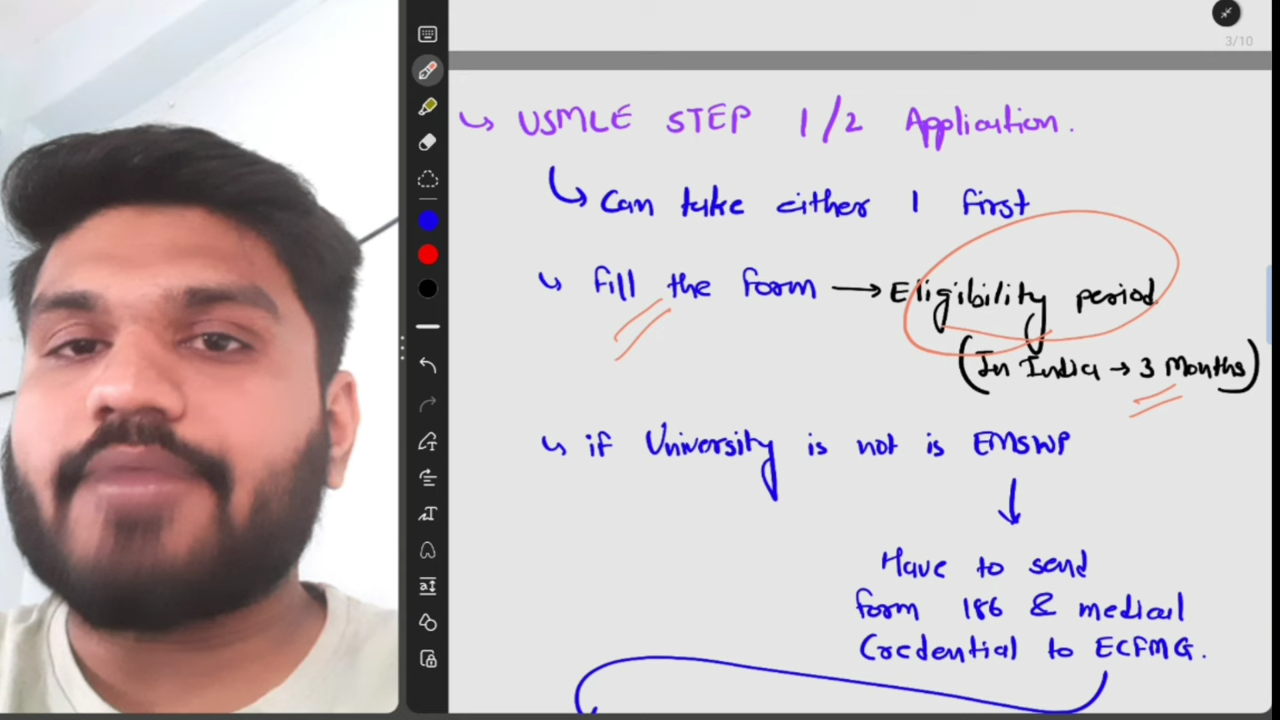 3/10
↳ USMLE STEP 1/2 Application.
↳ Can take either 1 first
↳ fill the form → Eligibility period
(In India → 3 Months)
↳ if University is not is EMSWP
↓
Have to send
form 186 & medical
Credential to ECFMG.